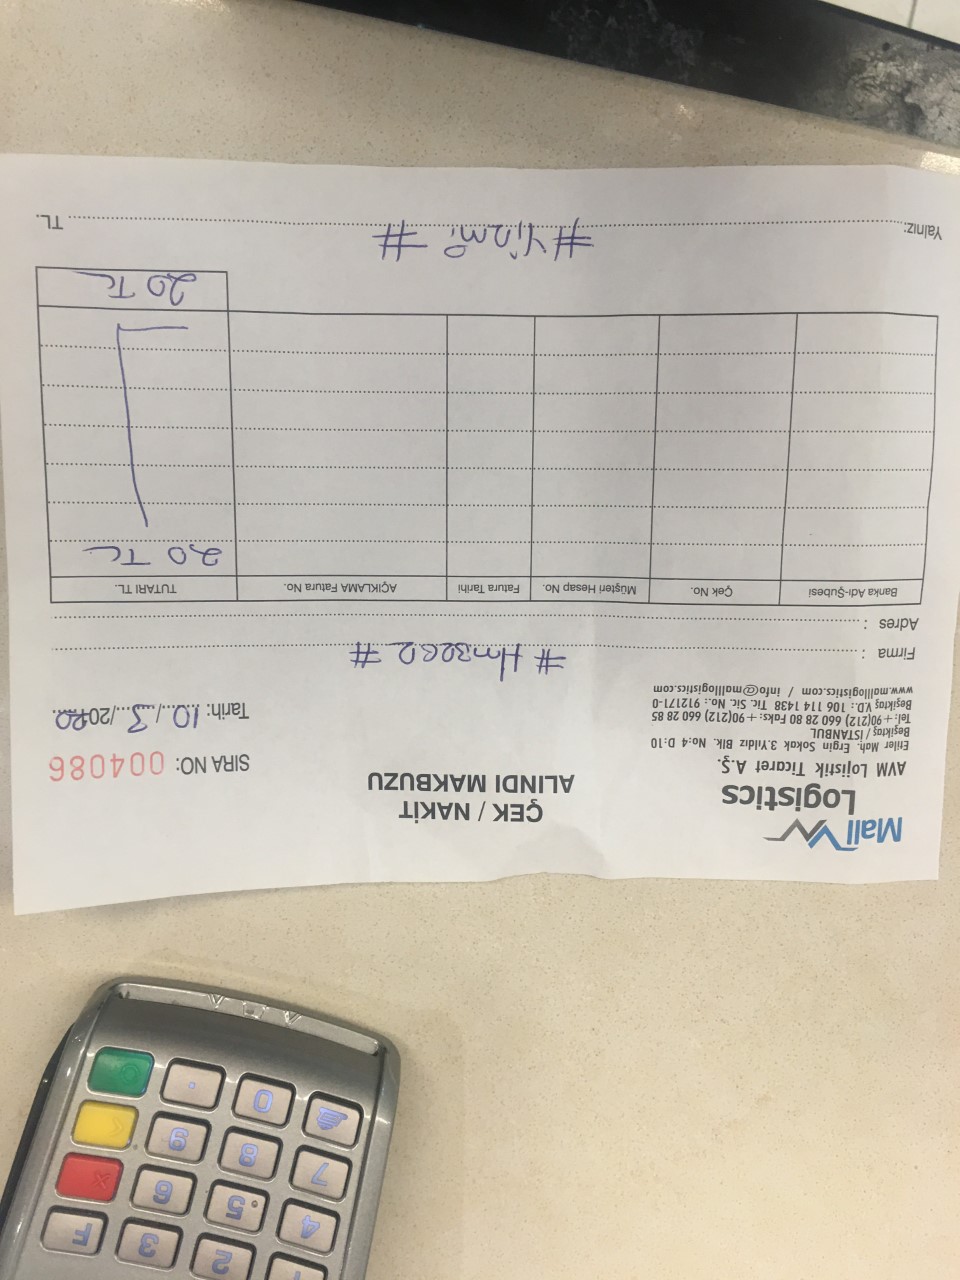 1 2 3 F
4 5 6
7 8 9
0 .
Mall
Logistics
AVM Lojistik Ticaret A.Ş.
Etiler Mah. Ergin Sokak 3.Yıldız Blk. No:4 D:10
Beşiktaş / İSTANBUL
Tel: +90(212) 660 28 80 Faks: +90(212) 660 28 85
Beşiktaş V.D.: 106 114 1438 Tic. Sic. No.: 912171-0
www.malllogistics.com / info@malllogistics.com
ÇEK / NAKİT
ALINDI MAKBUZU
SIRA NO: 004086
Tarih: 10/3/2020
Firma : # #
Adres :
Banka Adı-Şubesi Çek No. Müşteri Hesap No. Fatura Tarihi AÇIKLAMA Fatura No. TUTARI TL.
20 TL
20 TL
Yalnız: # Yirmi # TL.